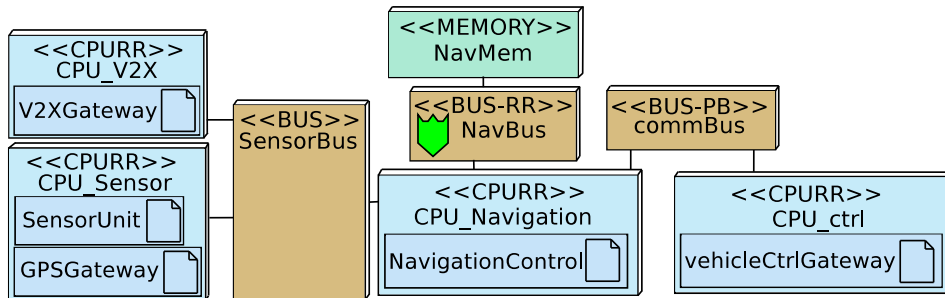 <<CPURR>>
CPU_V2X
V2XGateway
<<CPURR>>
CPU_Sensor
SensorUnit
GPSGateway
<<BUS>>
SensorBus
<<MEMORY>>
NavMem
<<BUS-RR>>
NavBus
<<CPURR>>
CPU_Navigation
NavigationControl
<<BUS-PB>>
commBus
<<CPURR>>
CPU_ctrl
vehicleCtrlGateway